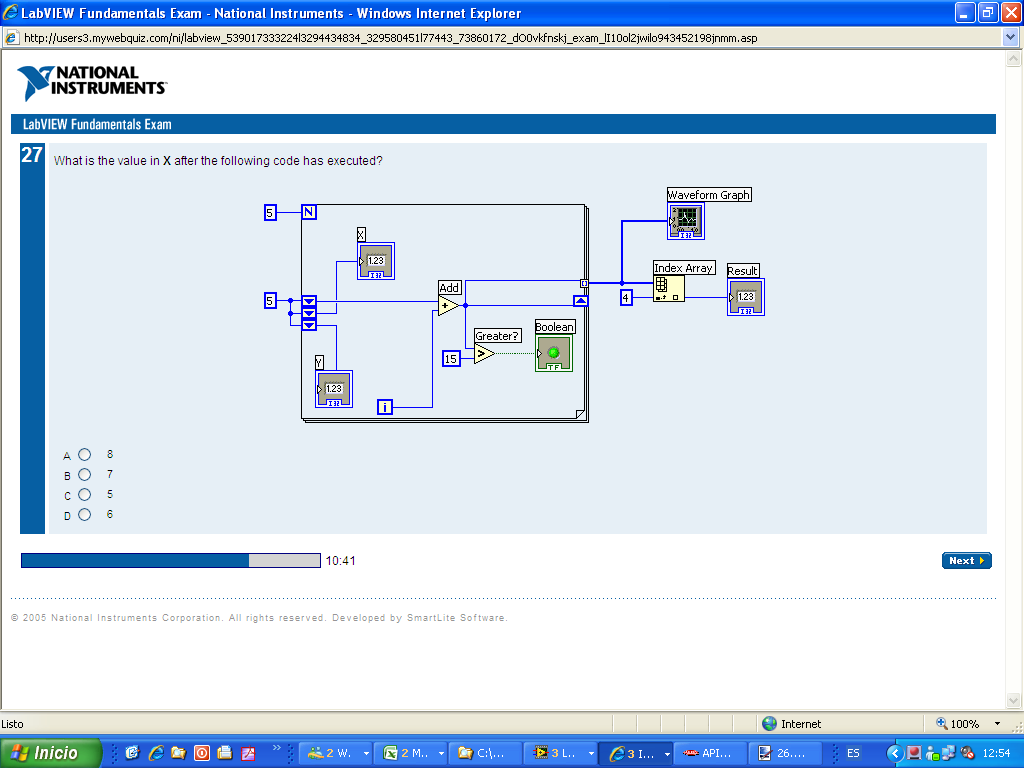 LabVIEW Fundamentals Exam - National Instruments - Windows Internet Explorer
http://users3.mywebquiz.com/ni/labview_539017333224l3294434834_329580451l77443_73860172_dO0vkfnskj_exam_lI10ol2jwilo943452198jnmm.asp
NATIONAL
INSTRUMENTS
LabVIEW Fundamentals Exam
27 What is the value in X after the following code has executed?
Waveform Graph
I32
5 N
X
1.23
I32
Index Array
Result
4
1.23
I32
Add
5
+
Greater?
Boolean
15
>
TF
Y
1.23
I32
i
A 8
B 7
C 5
D 6
10:41
Next
© 2005 National Instruments Corporation. All rights reserved. Developed by SmartLite Software.
Listo
Internet
100%
Inicio
2 W.
2 M...
C:\...
3 L...
3 I...
API...
26....
ES
12:54